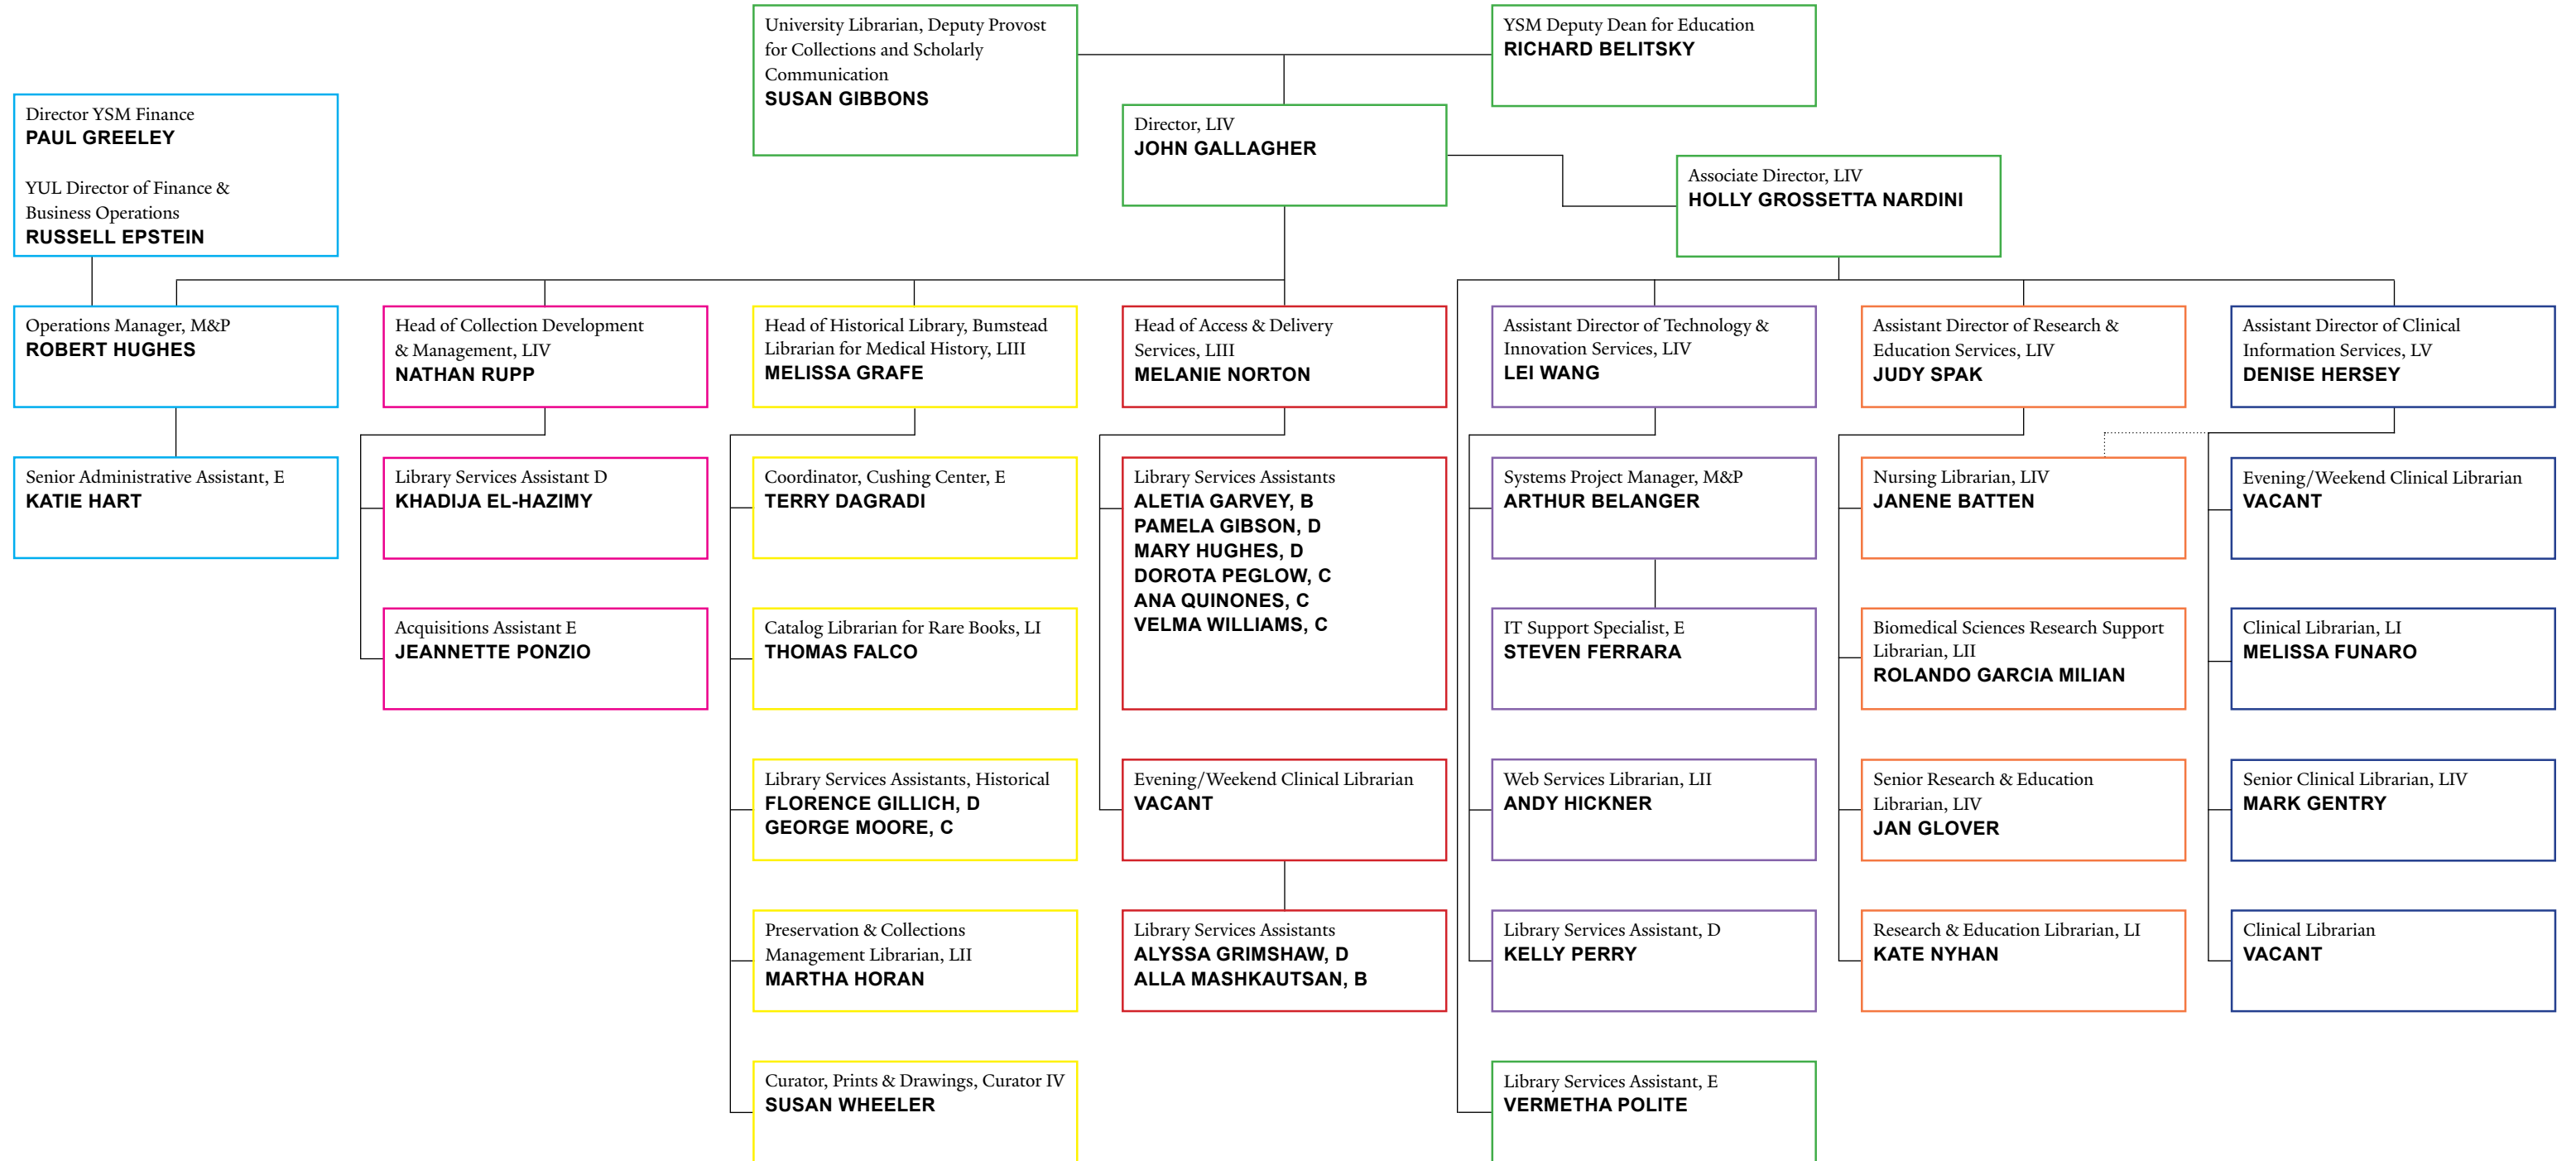 University Librarian, Deputy Provost
for Collections and Scholarly
Communication
SUSAN GIBBONS
YSM Deputy Dean for Education
RICHARD BELITSKY
Director YSM Finance
PAUL GREELEY
YUL Director of Finance &
Business Operations
RUSSELL EPSTEIN
Director, LIV
JOHN GALLAGHER
Associate Director, LIV
HOLLY GROSSETTA NARDINI
Operations Manager, M&P
ROBERT HUGHES
Head of Collection Development
& Management, LIV
NATHAN RUPP
Head of Historical Library, Bumstead
Librarian for Medical History, LIII
MELISSA GRAFE
Head of Access & Delivery
Services, LIII
MELANIE NORTON
Assistant Director of Technology &
Innovation Services, LIV
LEI WANG
Assistant Director of Research &
Education Services, LIV
JUDY SPAK
Assistant Director of Clinical
Information Services, LV
DENISE HERSEY
Senior Administrative Assistant, E
KATIE HART
Library Services Assistant D
KHADIJA EL-HAZIMY
Coordinator, Cushing Center, E
TERRY DAGRADI
Library Services Assistants
ALETIA GARVEY, B
PAMELA GIBSON, D
MARY HUGHES, D
DOROTA PEGLOW, C
ANA QUINONES, C
VELMA WILLIAMS, C
Systems Project Manager, M&P
ARTHUR BELANGER
Nursing Librarian, LIV
JANENE BATTEN
Evening/Weekend Clinical Librarian
VACANT
Acquisitions Assistant E
JEANNETTE PONZIO
Catalog Librarian for Rare Books, LI
THOMAS FALCO
IT Support Specialist, E
STEVEN FERRARA
Biomedical Sciences Research Support
Librarian, LII
ROLANDO GARCIA MILIAN
Clinical Librarian, LI
MELISSA FUNARO
Library Services Assistants, Historical
FLORENCE GILLICH, D
GEORGE MOORE, C
Evening/Weekend Clinical Librarian
VACANT
Web Services Librarian, LII
ANDY HICKNER
Senior Research & Education
Librarian, LIV
JAN GLOVER
Senior Clinical Librarian, LIV
MARK GENTRY
Preservation & Collections
Management Librarian, LII
MARTHA HORAN
Library Services Assistants
ALYSSA GRIMSHAW, D
ALLA MASHKAUTSAN, B
Library Services Assistant, D
KELLY PERRY
Research & Education Librarian, LI
KATE NYHAN
Clinical Librarian
VACANT
Curator, Prints & Drawings, Curator IV
SUSAN WHEELER
Library Services Assistant, E
VERMETHA POLITE